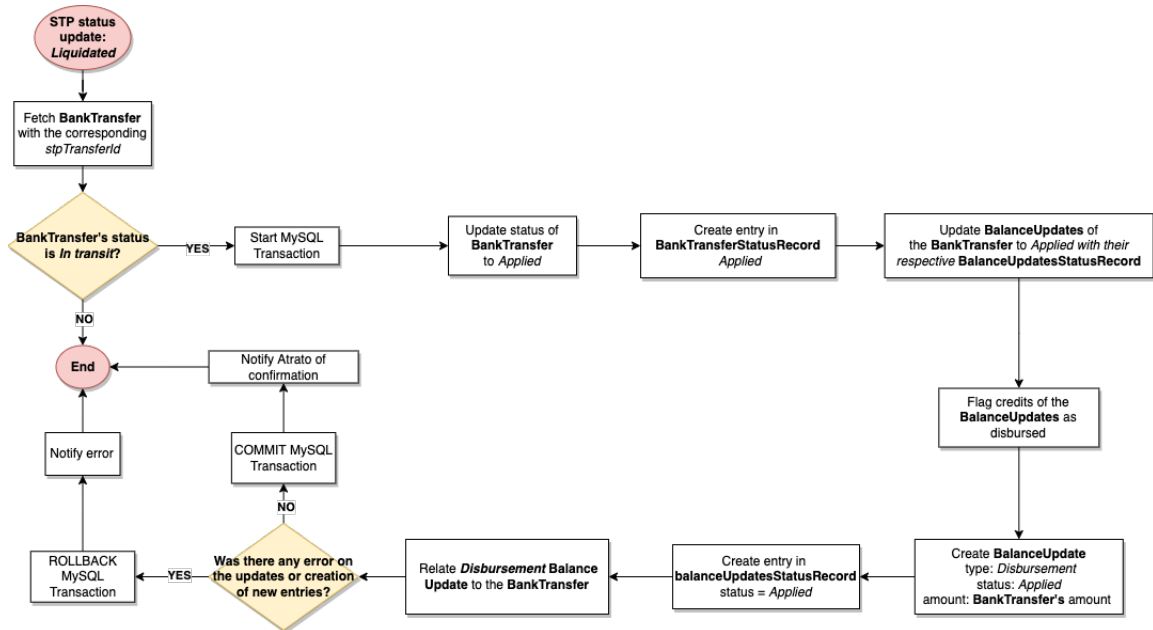 STP status
update:
Liquidated
Fetch BankTransfer
with the corresponding
stpTransferId
BankTransfer's status
is In transit?
YES
Start MySQL
Transaction
Update status of
BankTransfer
to Applied
Create entry in
BankTransferStatusRecord
Applied
Update BalanceUpdates of
the BankTransfer to Applied with their
respective BalanceUpdatesStatusRecord
NO
End
Notify Atrato of
confirmation
Flag credits of the
BalanceUpdates as
disbursed
Notify error
COMMIT MySQL
Transaction
NO
ROLLBACK
MySQL
Transaction
YES
Was there any error on
the updates or creation
of new entries?
Relate Disbursement Balance
Update to the BankTransfer
Create entry in
balanceUpdatesStatusRecord
status = Applied
Create BalanceUpdate
type: Disbursement
status: Applied
amount: BankTransfer's amount